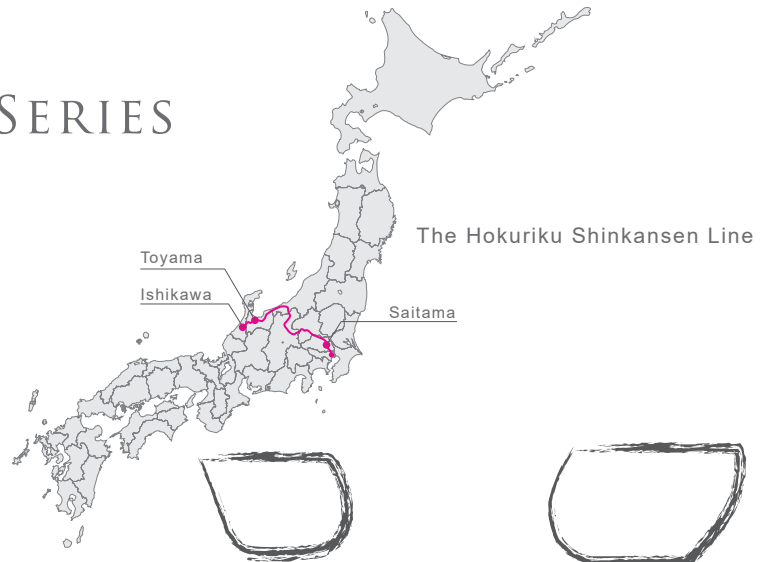 SERIES
The Hokuriku Shinkansen Line
Toyama
Ishikawa
Saitama